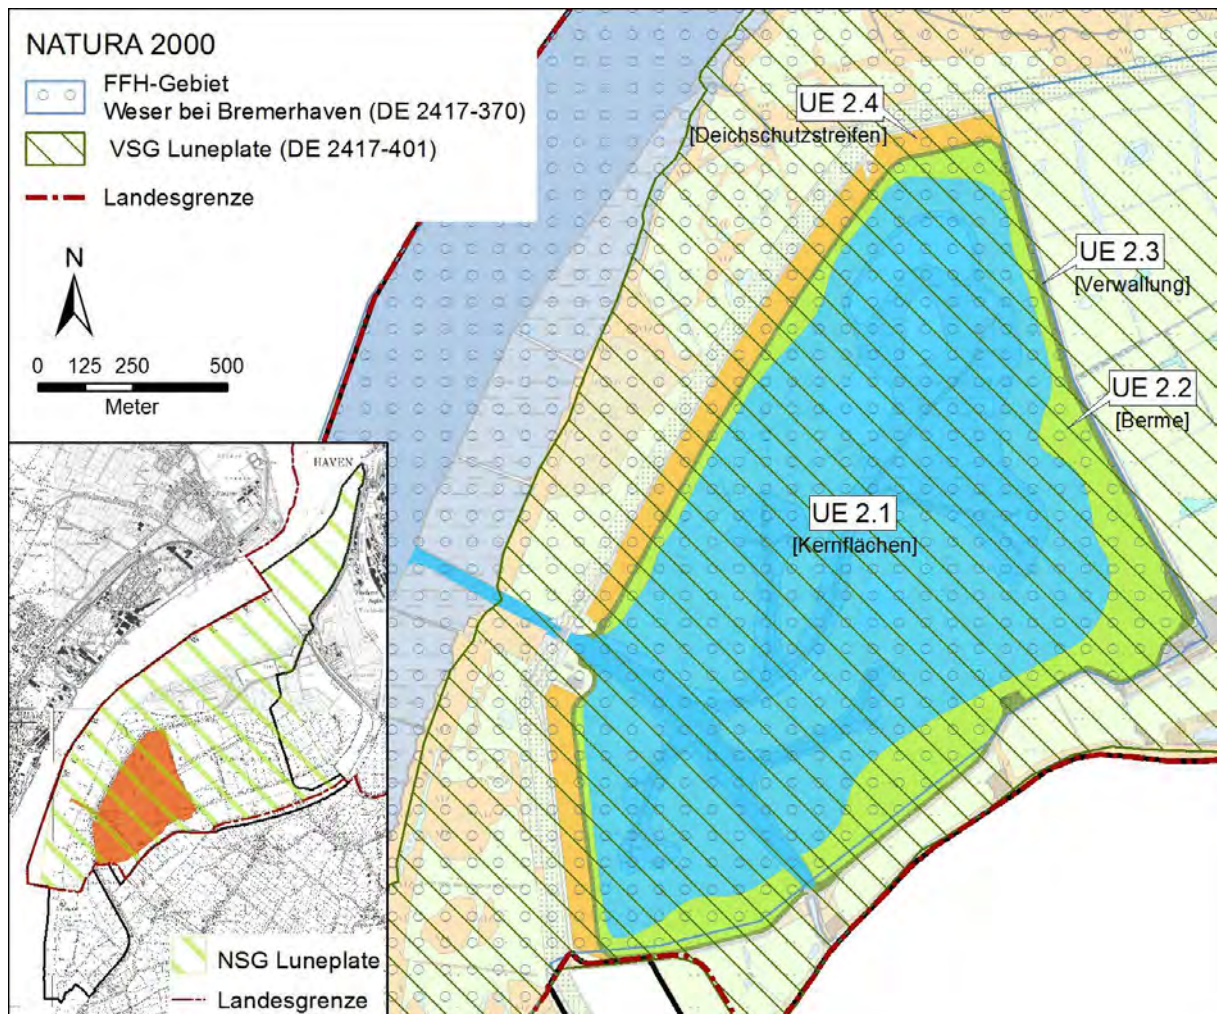 NATURA 2000
FFH-Gebiet
Weser bei Bremerhaven (DE 2417-370)
VSG Luneplate (DE 2417-401)
Landesgrenze
N
0 125 250 500
Meter
UE 2.4
[Deichschutzstreifen]
UE 2.3
[Verwallung]
UE 2.2
[Berme]
UE 2.1
[Kernflächen]
HAVEN
NSG Luneplate
Landesgrenze